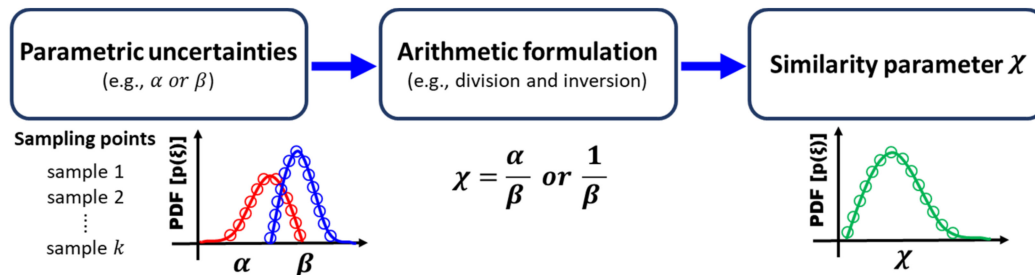 Parametric uncertainties
(e.g., α or β)
Arithmetic formulation
(e.g., division and inversion)
Similarity parameter χ
Sampling points
sample 1
sample 2
⋮
sample k
PDF [p(ξ)]
α
β
χ = α/β or 1/β
PDF [p(ξ)]
χ